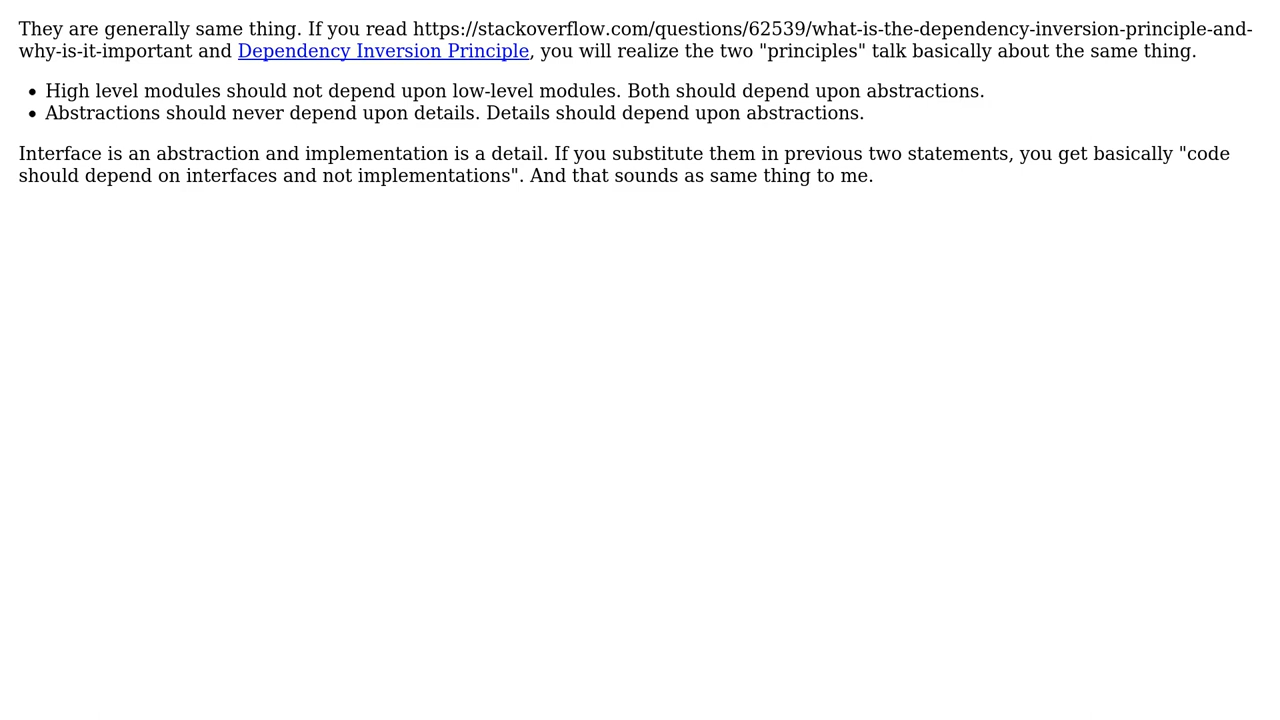 They are generally same thing. If you read https://stackoverflow.com/questions/62539/what-is-the-dependency-inversion-principle-and-
why-is-it-important and Dependency Inversion Principle, you will realize the two "principles" talk basically about the same thing.
• High level modules should not depend upon low-level modules. Both should depend upon abstractions.
• Abstractions should never depend upon details. Details should depend upon abstractions.
Interface is an abstraction and implementation is a detail. If you substitute them in previous two statements, you get basically "code
should depend on interfaces and not implementations". And that sounds as same thing to me.